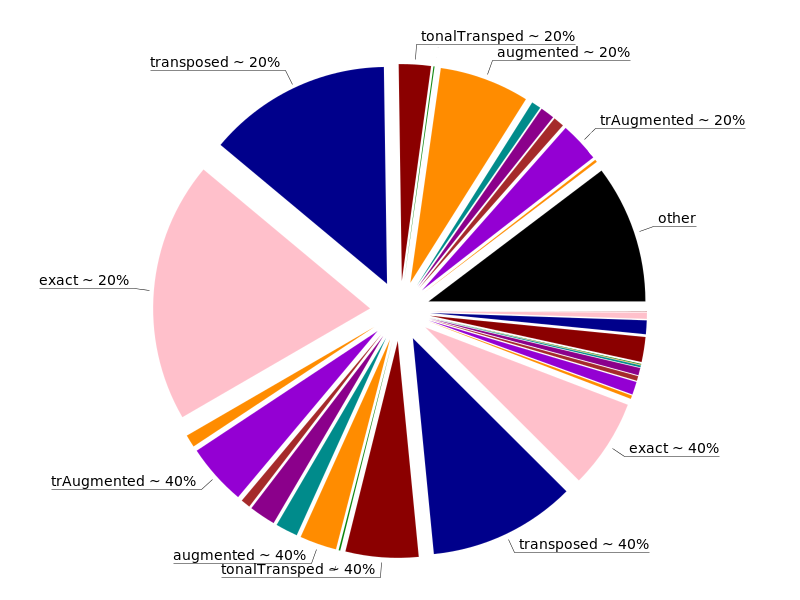 tonalTransped ~ 20%
augmented ~ 20%
transposed ~ 20%
trAugmented ~ 20%
other
exact ~ 20%
exact ~ 40%
trAugmented ~ 40%
transposed ~ 40%
augmented ~ 40%
tonalTransped ~ 40%